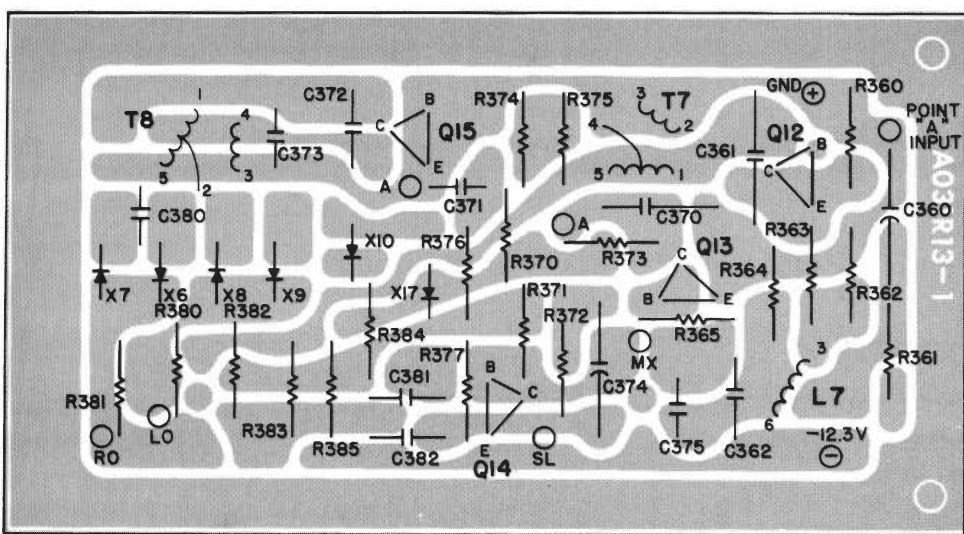 GND +
R360
POINT
"A"
INPUT
A03R13-1
T8
1
4
5
3
2
C373
C372
B
C
E
Q15
R374
R375
3
T7
2
4
5
1
C361
Q12
B
C
E
A
C371
C380
C370
A
C360
X10
R376
R370
R373
Q13
R363
R364
C
B
E
X7
X6
X8
X9
X17
R362
R380
R382
R384
R371
R372
R365
MX
R361
R381
LO
R377
C381
B
C
E
C374
3
L7
6
RO
R383
R385
C382
Q14
SL
C375
C362
-12.3V
−